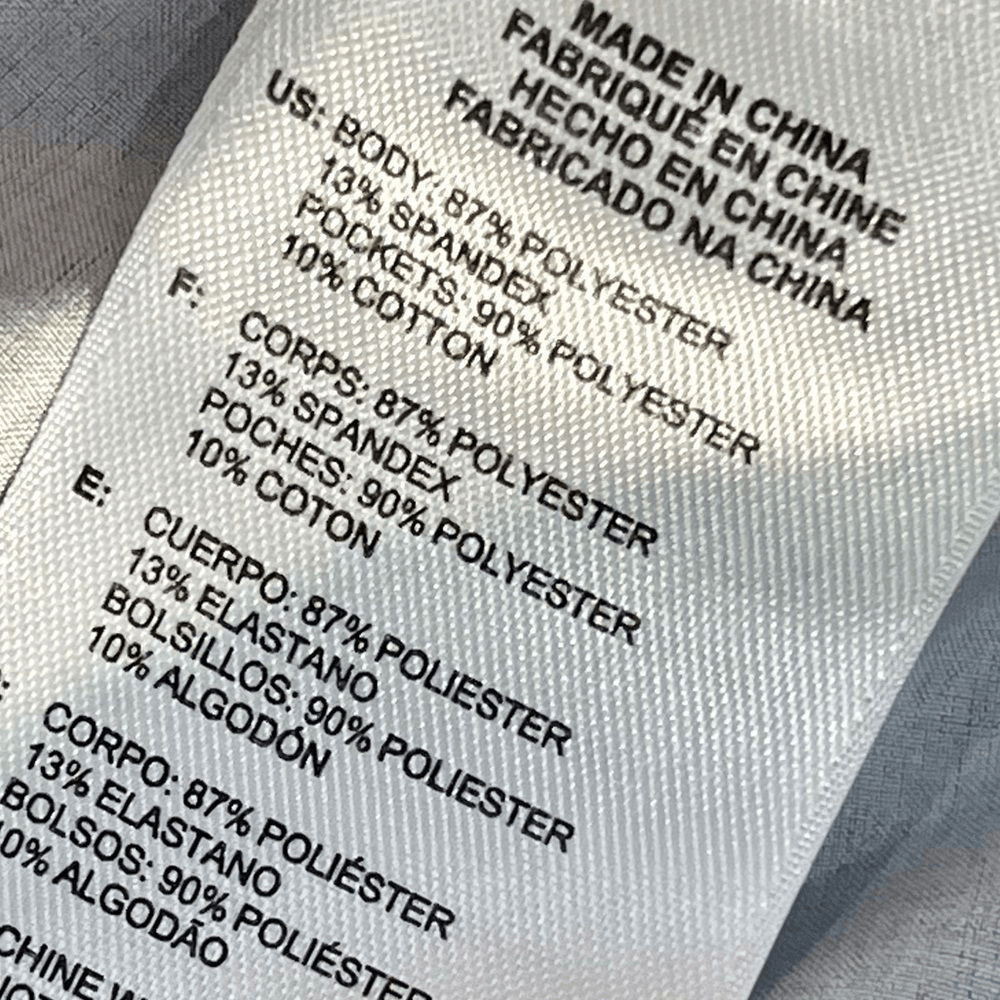 MADE IN CHINA
FABRIQUÉ EN CHINE
HECHO EN CHINA
FABRICADO NA CHINA
US: BODY: 87% POLYESTER
13% SPANDEX
POCKETS: 90% POLYESTER
10% COTTON
F: CORPS: 87% POLYESTER
13% SPANDEX
POCHES: 90% POLYESTER
10% COTON
E: CUERPO: 87% POLIESTER
13% ELASTANO
BOLSILLOS: 90% POLIESTER
10% ALGODÓN
CORPO: 87% POLIÉSTER
13% ELASTANO
BOLSOS: 90% POLIÉSTER
10% ALGODÃO